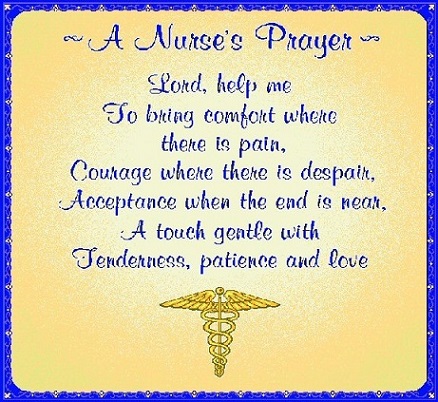 ~ A Nurse's Prayer ~
Lord, help me
To bring comfort where
there is pain,
Courage where there is despair,
Acceptance when the end is near,
A touch gentle with
Tenderness, patience and love